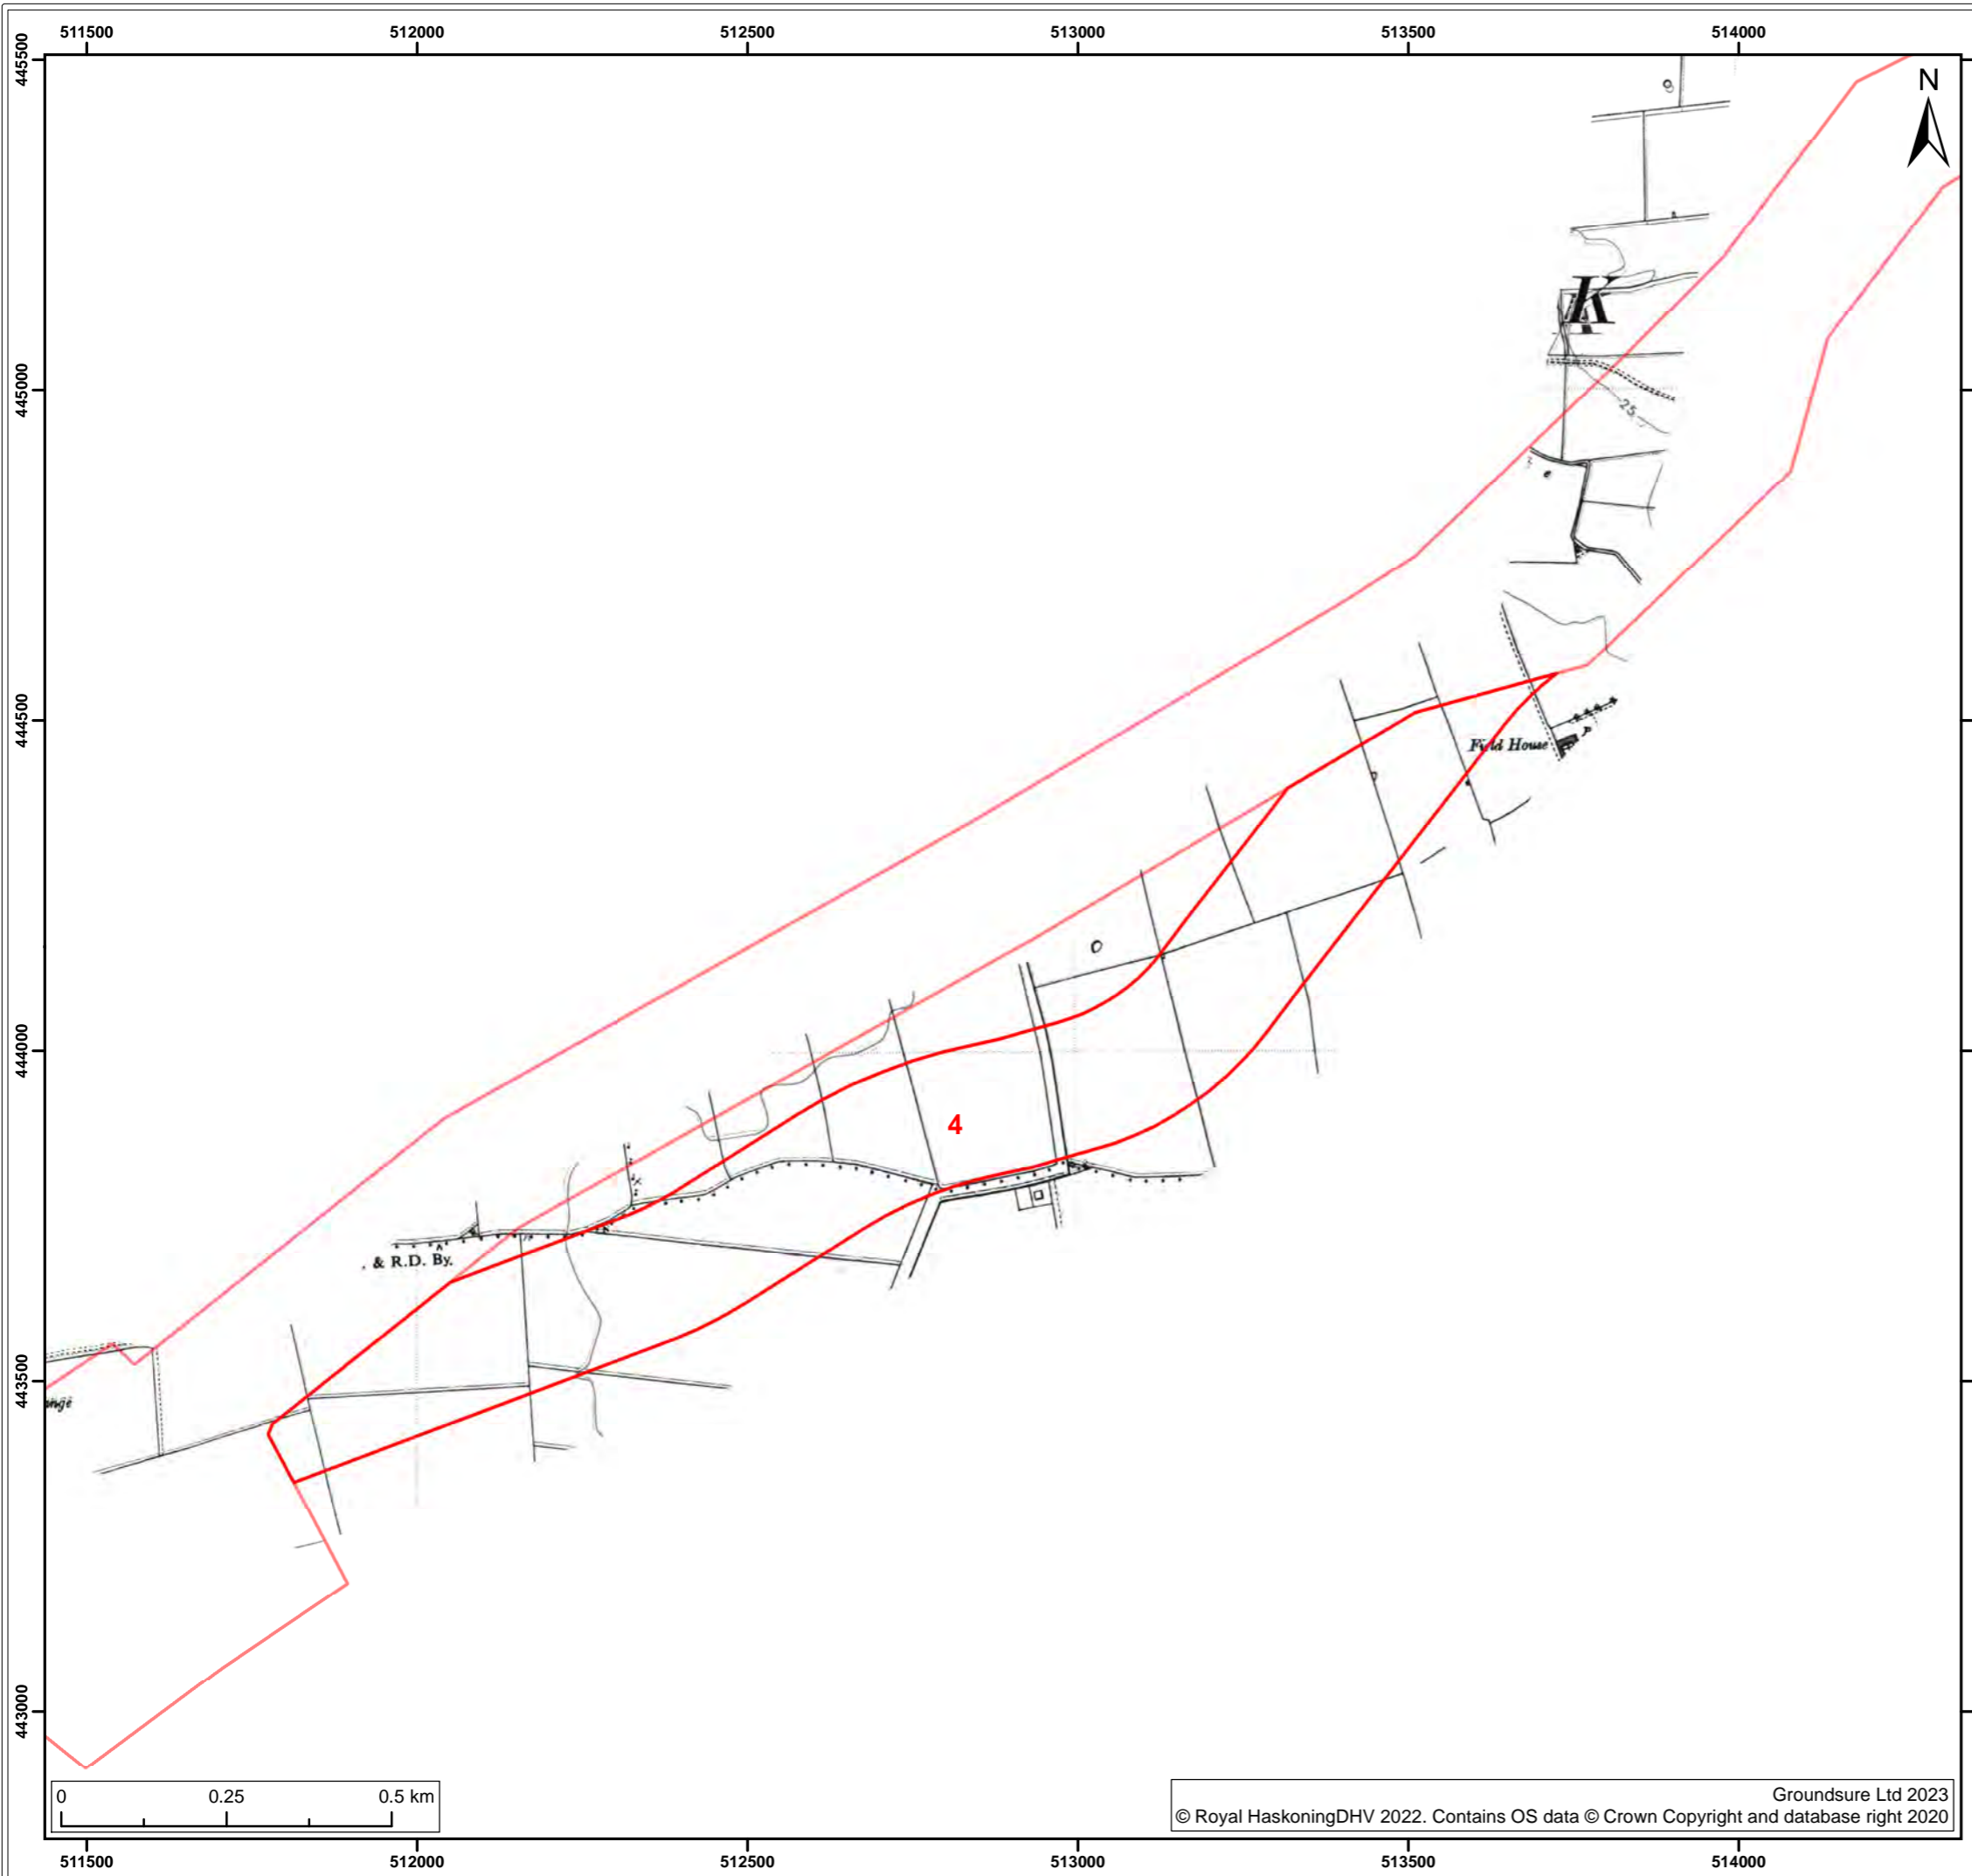 511500 512000 512500 513000 513500 514000
445500
N
K
445000
25
444500
Field House
444000
4
& R.D. By.
443500
443000
0 0.25 0.5 km
Groundsure Ltd 2023
© Royal HaskoningDHV 2022. Contains OS data © Crown Copyright and database right 2020
511500 512000 512500 513000 513500 514000